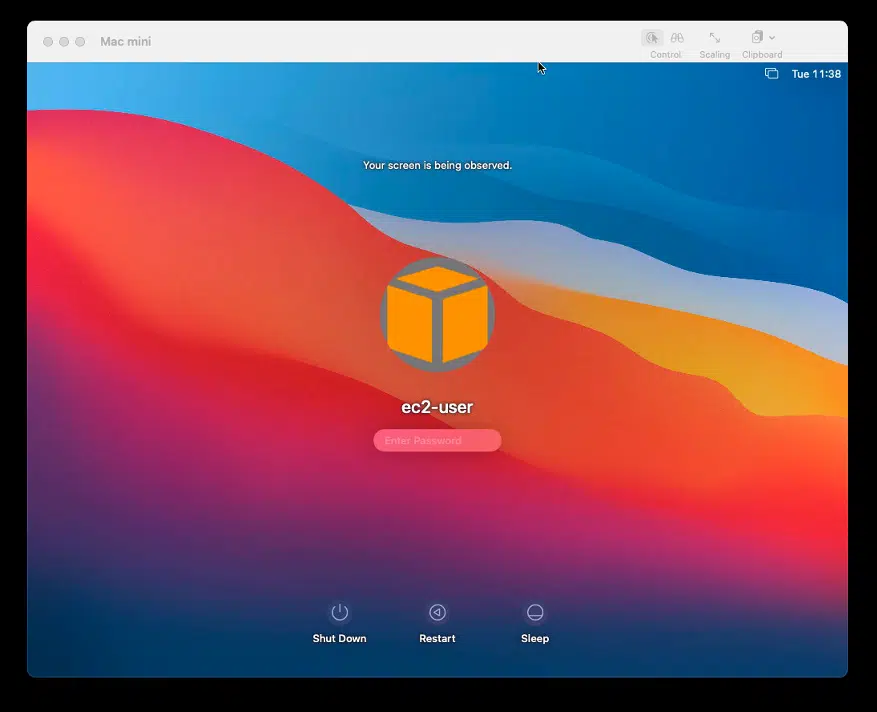 Mac mini
Control
Scaling
Clipboard
Tue 11:38
Your screen is being observed.
ec2-user
Enter Password
Shut Down
Restart
Sleep